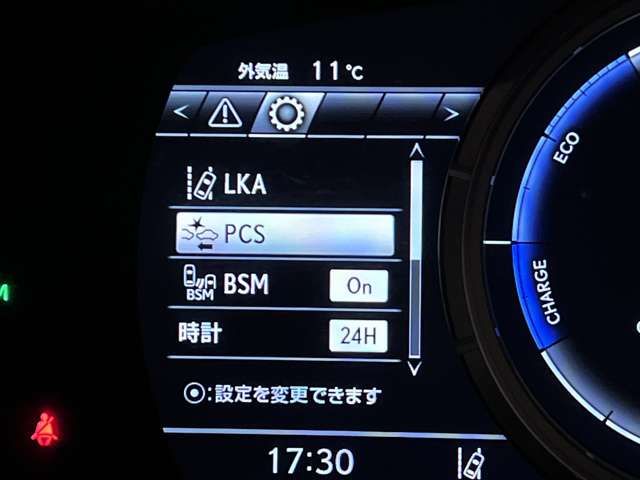 外気温 11℃
LKA
PCS
BSM BSM On
時計 24H
⦿:設定を変更できます
17:30
ECO
CHARGE